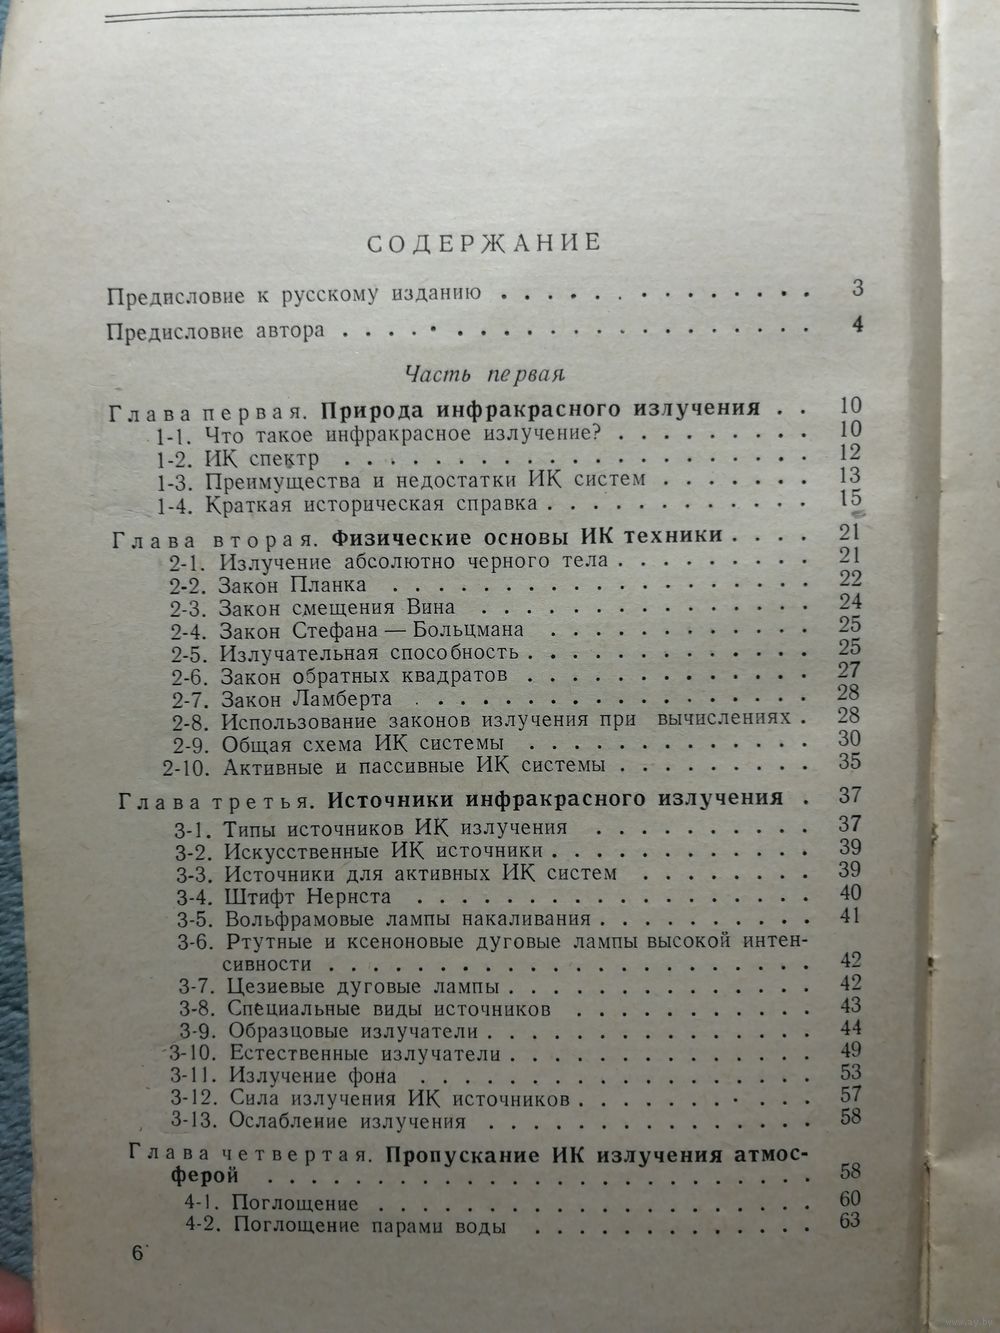 СОДЕРЖАНИЕ
Предисловие к русскому изданию . . . . . . . . . . . . . . 3
Предисловие автора . . . . . . . . . . . . . . . . . . . . . 4
Часть первая
Глава первая. Природа инфракрасного излучения . . 10
1-1. Что такое инфракрасное излучение? . . . . . . . . . 10
1-2. ИК спектр . . . . . . . . . . . . . . . . . . . . 12
1-3. Преимущества и недостатки ИК систем . . . . . . . 13
1-4. Краткая историческая справка . . . . . . . . . . . . 15
Глава вторая. Физические основы ИК техники . . . . 21
2-1. Излучение абсолютно черного тела . . . . . . . . . 21
2-2. Закон Планка . . . . . . . . . . . . . . . . . . 22
2-3. Закон смещения Вина . . . . . . . . . . . . . . . 24
2-4. Закон Стефана — Больцмана . . . . . . . . . . . . 25
2-5. Излучательная способность . . . . . . . . . . . . . 25
2-6. Закон обратных квадратов . . . . . . . . . . . . . 27
2-7. Закон Ламберта . . . . . . . . . . . . . . . . . . 28
2-8. Использование законов излучения при вычислениях . 28
2-9. Общая схема ИК системы . . . . . . . . . . . . . 30
2-10. Активные и пассивные ИК системы . . . . . . . . . 35
Глава третья. Источники инфракрасного излучения . 37
3-1. Типы источников ИК излучения . . . . . . . . . . 37
3-2. Искусственные ИК источники . . . . . . . . . . . . 39
3-3. Источники для активных ИК систем . . . . . . . . 39
3-4. Штифт Нернста . . . . . . . . . . . . . . . . . . 40
3-5. Вольфрамовые лампы накаливания . . . . . . . . . . 41
3-6. Ртутные и ксеноновые дуговые лампы высокой интен-
сивности . . . . . . . . . . . . . . . . . . . . . . 42
3-7. Цезиевые дуговые лампы . . . . . . . . . . . . . . 42
3-8. Специальные виды источников . . . . . . . . . . . 43
3-9. Образцовые излучатели . . . . . . . . . . . . . . . 44
3-10. Естественные излучатели . . . . . . . . . . . . . . 49
3-11. Излучение фона . . . . . . . . . . . . . . . . . . 53
3-12. Сила излучения ИК источников . . . . . . . . . . . 57
3-13. Ослабление излучения . . . . . . . . . . . . . . . 58
Глава четвертая. Пропускание ИК излучения атмос-
ферой . . . . . . . . . . . . . . . . . . . . . . . . 58
4-1. Поглощение . . . . . . . . . . . . . . . . . . . . 60
4-2. Поглощение парами воды . . . . . . . . . . . . . 63
6
www.ay.by